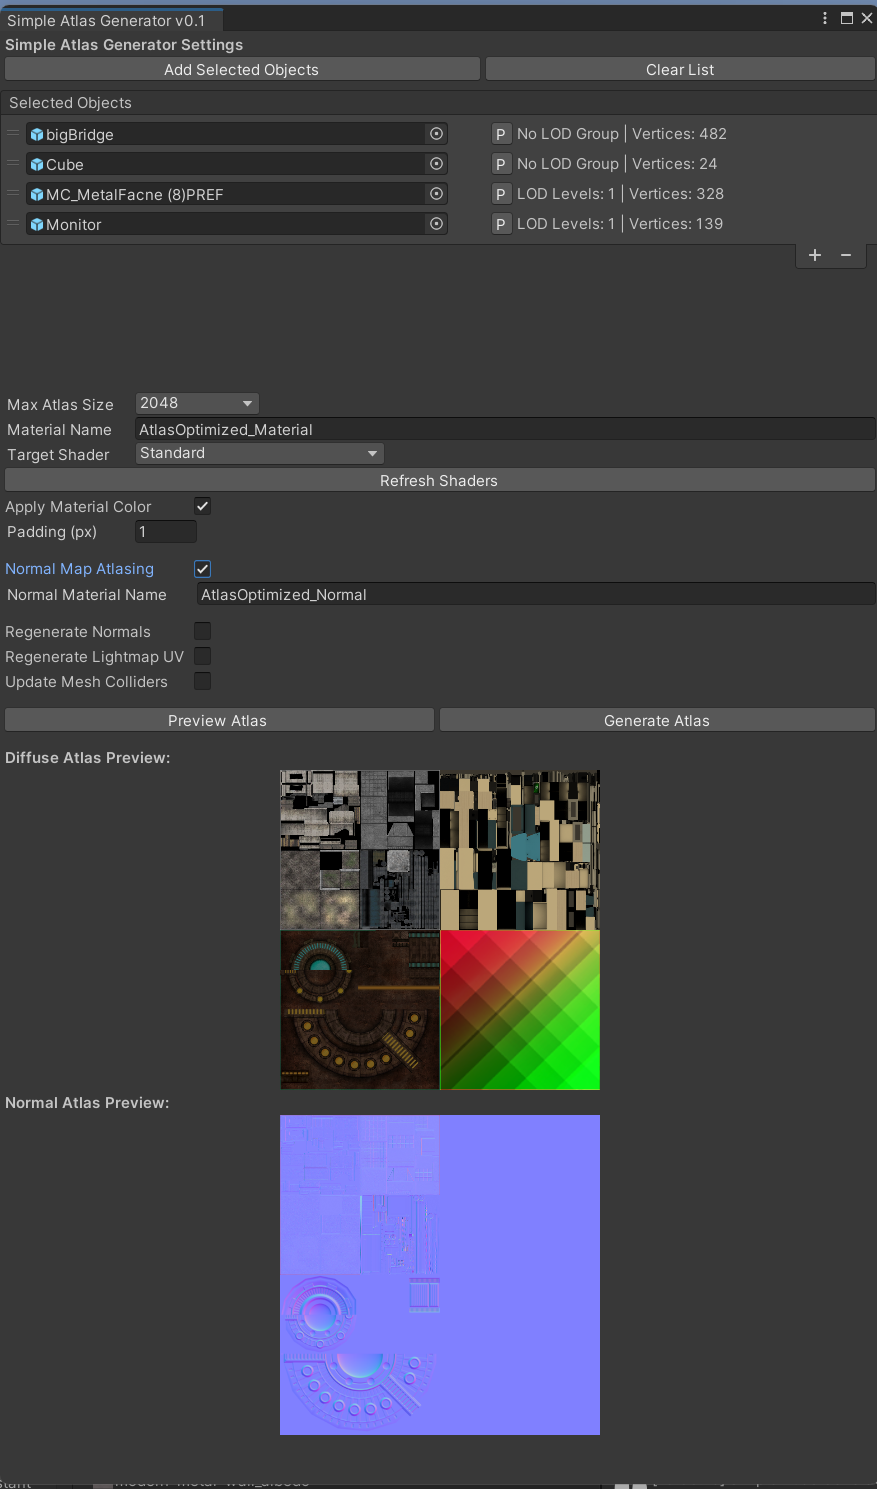 Simple Atlas Generator v0.1
Simple Atlas Generator Settings
Add Selected Objects Clear List
Selected Objects
bigBridge P No LOD Group | Vertices: 482
Cube P No LOD Group | Vertices: 24
MC_MetalFacne (8)PREF P LOD Levels: 1 | Vertices: 328
Monitor P LOD Levels: 1 | Vertices: 139
+ −
Max Atlas Size 2048
Material Name AtlasOptimized_Material
Target Shader Standard
Refresh Shaders
Apply Material Color
Padding (px) 1
Normal Map Atlasing
Normal Material Name AtlasOptimized_Normal
Regenerate Normals
Regenerate Lightmap UV
Update Mesh Colliders
Preview Atlas Generate Atlas
Diffuse Atlas Preview:
Normal Atlas Preview: